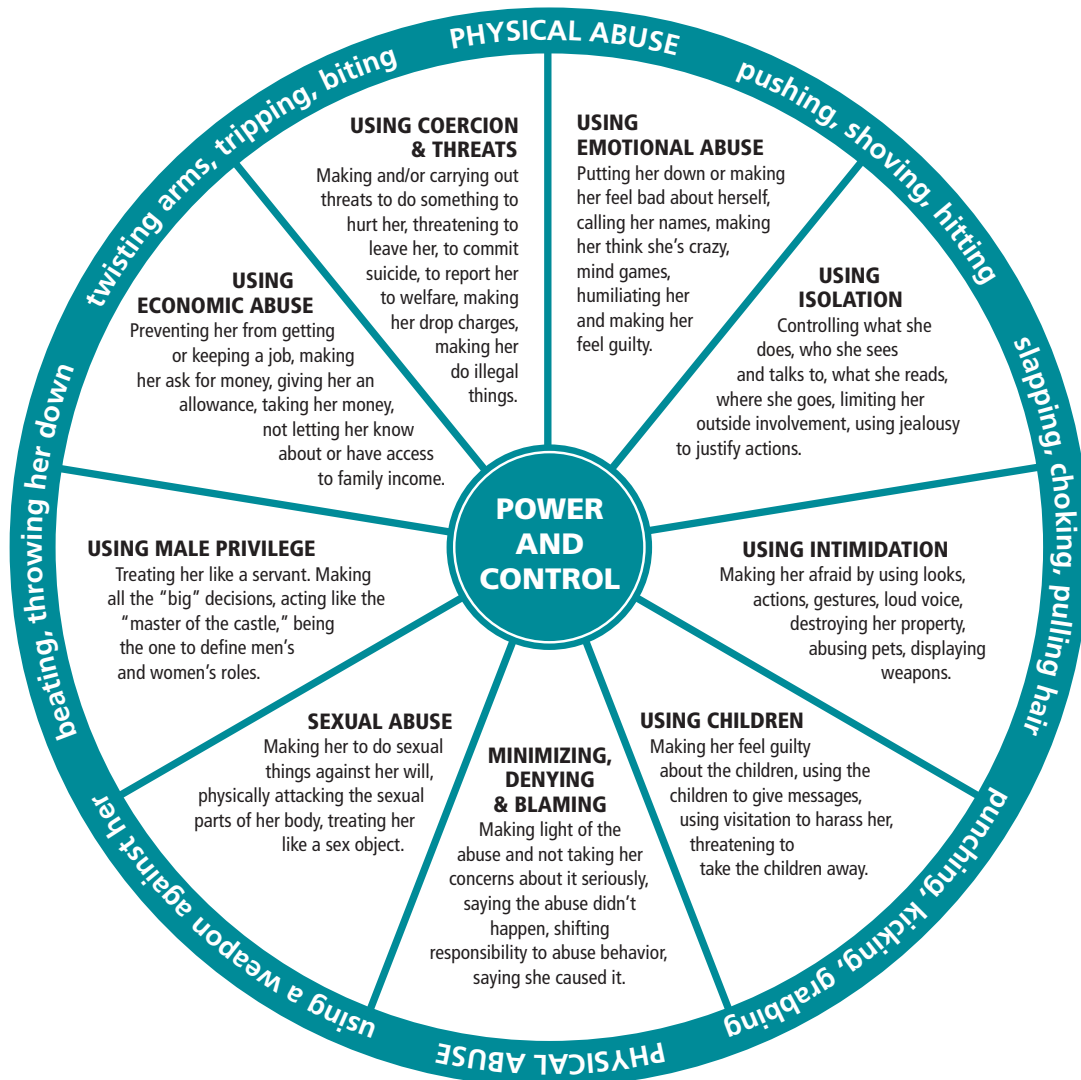 PHYSICAL ABUSE
pushing, shoving, hitting
slapping, choking, pulling hair
punching, kicking, grabbing
PHYSICAL ABUSE
using a weapon against her
beating, throwing her down
twisting arms, tripping, biting
POWER
AND
CONTROL
USING
EMOTIONAL ABUSE
Putting her down or making
her feel bad about herself,
calling her names, making
her think she’s crazy,
mind games,
humiliating her
and making her
feel guilty.
USING
ISOLATION
Controlling what she
does, who she sees
and talks to, what she reads,
where she goes, limiting her
outside involvement, using jealousy
to justify actions.
USING INTIMIDATION
Making her afraid by using looks,
actions, gestures, loud voice,
destroying her property,
abusing pets, displaying
weapons.
USING CHILDREN
Making her feel guilty
about the children, using the
children to give messages,
using visitation to harass her,
threatening to
take the children away.
MINIMIZING,
DENYING
& BLAMING
Making light of the
abuse and not taking her
concerns about it seriously,
saying the abuse didn’t
happen, shifting
responsibility to abuse behavior,
saying she caused it.
SEXUAL ABUSE
Making her to do sexual
things against her will,
physically attacking the sexual
parts of her body, treating her
like a sex object.
USING MALE PRIVILEGE
Treating her like a servant. Making
all the “big” decisions, acting like the
“master of the castle,” being
the one to define men’s
and women’s roles.
USING
ECONOMIC ABUSE
Preventing her from getting
or keeping a job, making
her ask for money, giving her an
allowance, taking her money,
not letting her know
about or have access
to family income.
USING COERCION
& THREATS
Making and/or carrying out
threats to do something to
hurt her, threatening to
leave her, to commit
suicide, to report her
to welfare, making
her drop charges,
making her
do illegal
things.